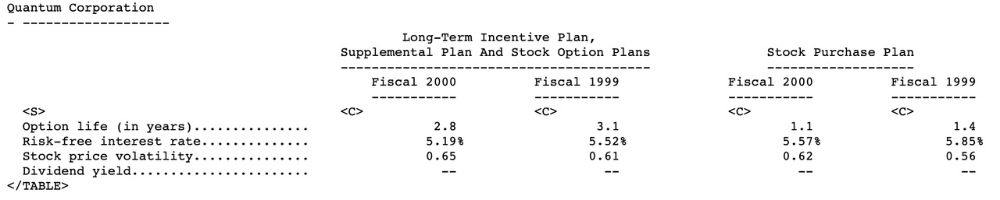 Quantum Corporation
- -------------------
Long-Term Incentive Plan,
Supplemental Plan And Stock Option Plans Stock Purchase Plan
---------------------------------------- -------------------
Fiscal 2000 Fiscal 1999 Fiscal 2000 Fiscal 1999
----------- ----------- ----------- -----------
<S> <C> <C> <C> <C>
Option life (in years)............... 2.8 3.1 1.1 1.4
Risk-free interest rate.............. 5.19% 5.52% 5.57% 5.85%
Stock price volatility............... 0.65 0.61 0.62 0.56
Dividend yield....................... -- -- -- --
</TABLE>